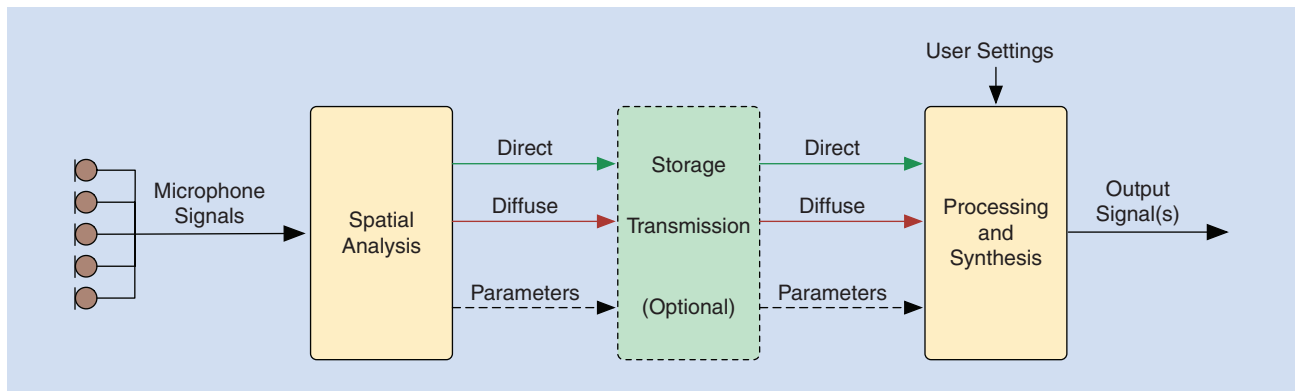 User Settings
Microphone
Signals
Spatial
Analysis
Direct
Diffuse
Parameters
Storage
Transmission
(Optional)
Direct
Diffuse
Parameters
Processing
and
Synthesis
Output
Signal(s)